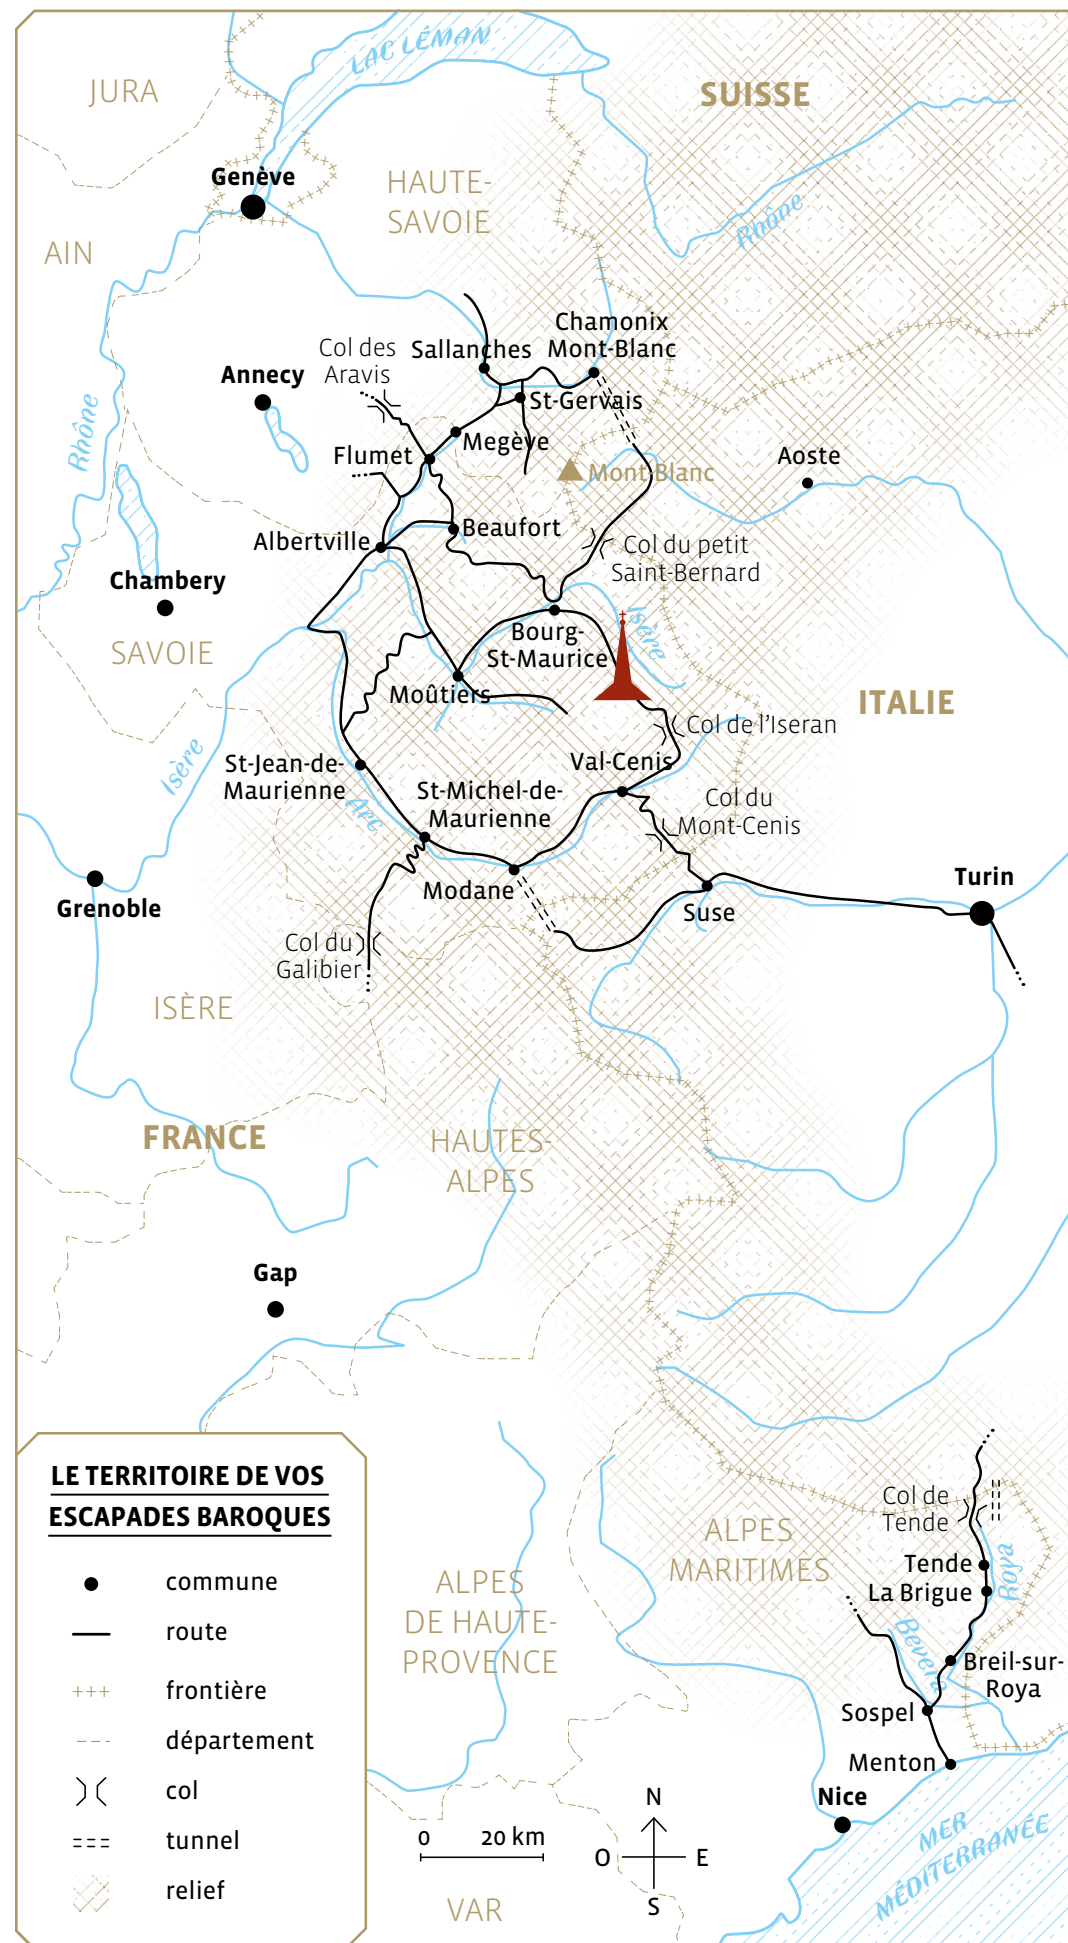 LAC LÉMAN
JURA
SUISSE
Genève
HAUTE-
SAVOIE
Rhône
AIN
Chamonix
Mont-Blanc
Col des
Aravis
Sallanches
Annecy
St-Gervais
Rhône
Megève
Flumet
Mont-Blanc
Aoste
Beaufort
Albertville
Col du petit
Saint-Bernard
Chambery
Isère
Bourg-
St-Maurice
SAVOIE
Moûtiers
ITALIE
Col de l'Iseran
Isère
St-Jean-de-
Maurienne
Val-Cenis
St-Michel-de-
Maurienne
Col du
Mont-Cenis
Arc
Grenoble
Modane
Suse
Turin
Col du
Galibier
ISÈRE
FRANCE
HAUTES-
ALPES
Gap
LE TERRITOIRE DE VOS
ESCAPADES BAROQUES
commune
route
frontière
département
col
tunnel
relief
Col de
Tende
ALPES
MARITIMES
Tende
La Brigue
Roya
ALPES
DE HAUTE-
PROVENCE
Bevera
Breil-sur-
Roya
Sospel
Menton
Nice
MER
MÉDITERRANÉE
0 20 km
N
O E
S
VAR